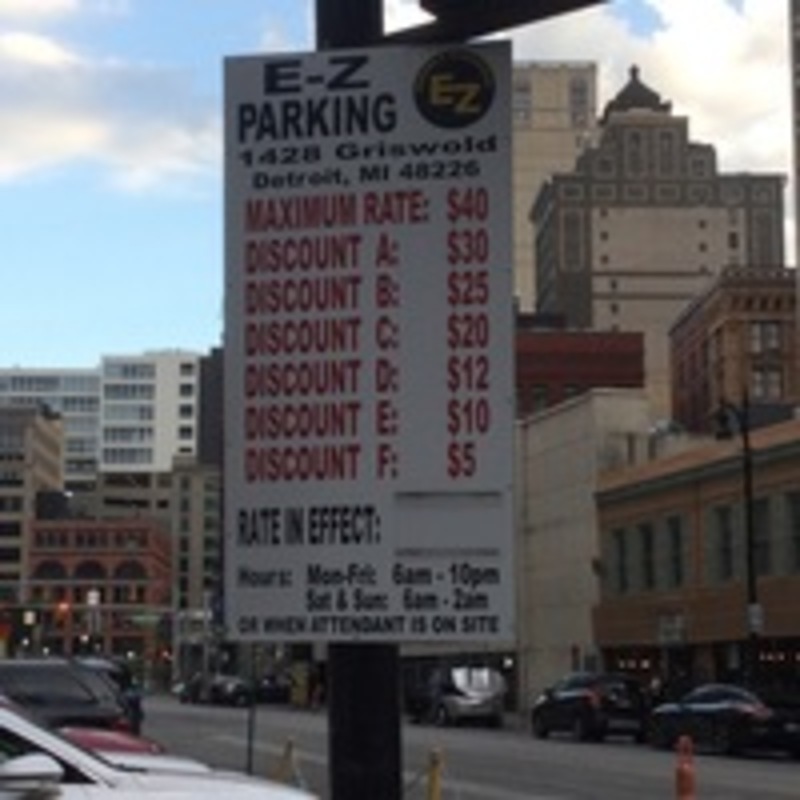 E-Z
EZ
PARKING
1428 Griswold
Detroit, MI 48226
MAXIMUM RATE: $40
DISCOUNT A: $30
DISCOUNT B: $25
DISCOUNT C: $20
DISCOUNT D: $12
DISCOUNT E: $10
DISCOUNT F: $5
RATE IN EFFECT:
Hours: Mon-Fri: 6am - 10pm
Sat & Sun: 6am - 2am
OR WHEN ATTENDANT IS ON SITE